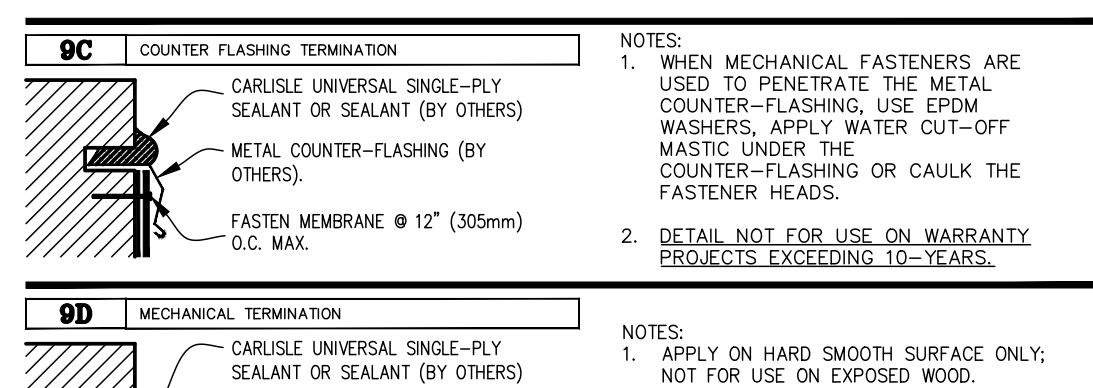 9C COUNTER FLASHING TERMINATION
CARLISLE UNIVERSAL SINGLE-PLY
SEALANT OR SEALANT (BY OTHERS)
METAL COUNTER-FLASHING (BY
OTHERS).
FASTEN MEMBRANE @ 12" (305mm)
O.C. MAX.
NOTES:
1. WHEN MECHANICAL FASTENERS ARE
USED TO PENETRATE THE METAL
COUNTER-FLASHING, USE EPDM
WASHERS, APPLY WATER CUT-OFF
MASTIC UNDER THE
COUNTER-FLASHING OR CAULK THE
FASTENER HEADS.
2. DETAIL NOT FOR USE ON WARRANTY
PROJECTS EXCEEDING 10-YEARS.
9D MECHANICAL TERMINATION
CARLISLE UNIVERSAL SINGLE-PLY
SEALANT OR SEALANT (BY OTHERS)
NOTES:
1. APPLY ON HARD SMOOTH SURFACE ONLY;
NOT FOR USE ON EXPOSED WOOD.